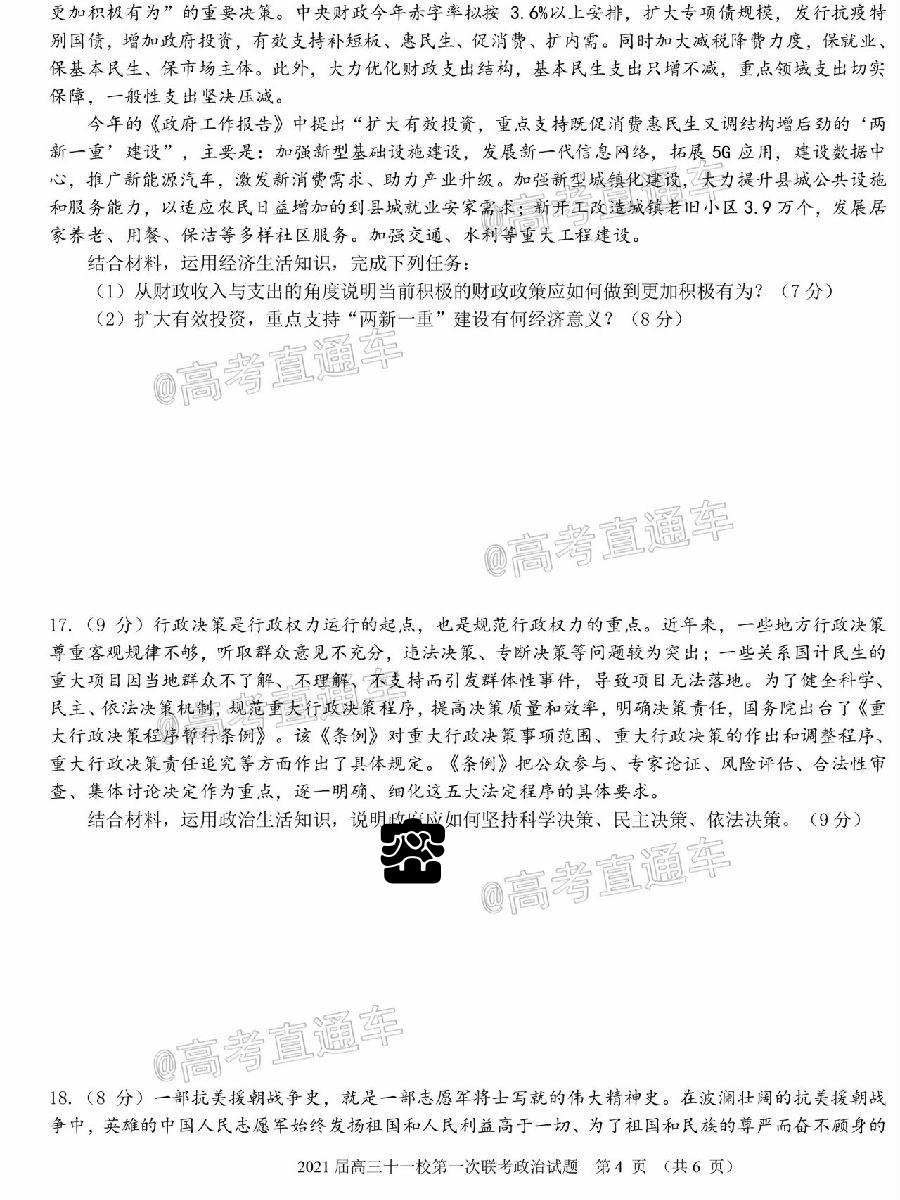 更加积极有为”的重要决策。中央财政今年赤字率拟按 3.6%以上安排，扩大专项债规模，发行抗疫特
别国债，增加政府投资，有效支持补短板、惠民生、促消费、扩内需。同时加大减税降费力度，保就业、
保基本民生、保市场主体。此外，大力优化财政支出结构，基本民生支出只增不减，重点领域支出切实
保障，一般性支出坚决压减。
今年的《政府工作报告》中提出“扩大有效投资，重点支持既促消费惠民生又调结构增后劲的‘两
新一重’建设”，主要是：加强新型基础设施建设，发展新一代信息网络，拓展 5G 应用，建设数据中
心，推广新能源汽车，激发新消费需求、助力产业升级。加强新型城镇化建设，大力提升县城公共设施
和服务能力，以适应农民日益增加的到县城就业安家需求；新开工改造城镇老旧小区 3.9 万个，发展居
家养老、用餐、保洁等多样社区服务。加强交通、水利等重大工程建设。
结合材料，运用经济生活知识，完成下列任务：
（1）从财政收入与支出的角度说明当前积极的财政政策应如何做到更加积极有为？（7 分）
（2）扩大有效投资，重点支持“两新一重”建设有何经济意义？（8 分）
@高考直通车
@高考直通车
@高考直通车
17.（9 分）行政决策是行政权力运行的起点，也是规范行政权力的重点。近年来，一些地方行政决策
尊重客观规律不够，听取群众意见不充分，违法决策、专断决策等问题较为突出；一些关系国计民生的
重大项目因当地群众不了解、不理解、不支持而引发群体性事件，导致项目无法落地。为了健全科学、
民主、依法决策机制，规范重大行政决策程序，提高决策质量和效率，明确决策责任，国务院出台了《重
大行政决策程序暂行条例》。该《条例》对重大行政决策事项范围、重大行政决策的作出和调整程序、
重大行政决策责任追究等方面作出了具体规定。《条例》把公众参与、专家论证、风险评估、合法性审
查、集体讨论决定作为重点，逐一明确、细化这五大法定程序的具体要求。
结合材料，运用政治生活知识，说明政府应如何坚持科学决策、民主决策、依法决策。（9 分）
@高考直通车
@高考直通车
@高考直通车
18.（8 分）一部抗美援朝战争史，就是一部志愿军将士写就的伟大精神史。在波澜壮阔的抗美援朝战
争中，英雄的中国人民志愿军始终发扬祖国和人民利益高于一切、为了祖国和民族的尊严而奋不顾身的
2021 届高三十一校第一次联考政治试题 第 4 页 （共 6 页）